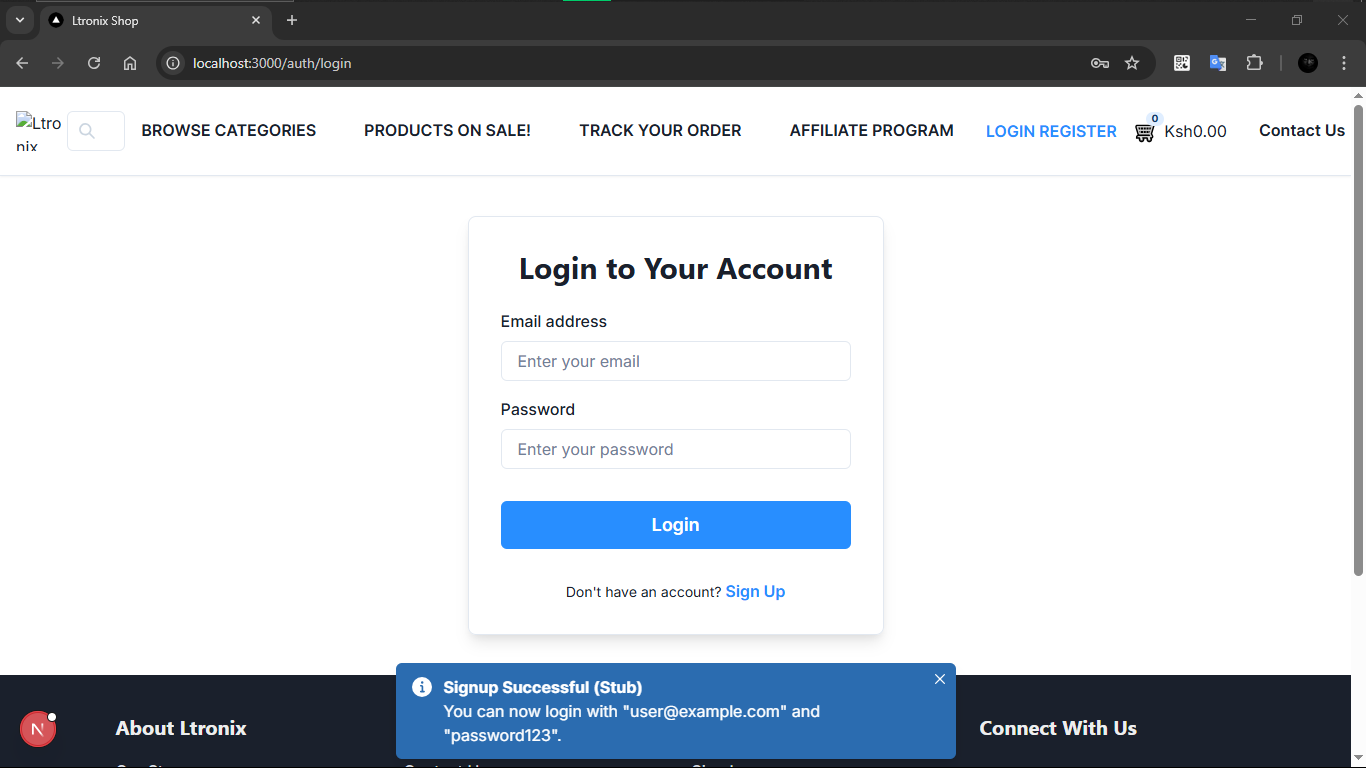 Ltronix Shop
localhost:3000/auth/login
Ltro
nix
BROWSE CATEGORIES
PRODUCTS ON SALE!
TRACK YOUR ORDER
AFFILIATE PROGRAM
LOGIN REGISTER
0
Ksh0.00
Contact Us
Login to Your Account
Email address
Enter your email
Password
Enter your password
Login
Don't have an account? Sign Up
Signup Successful (Stub)
You can now login with "user@example.com" and
"password123".
N
About Ltronix
Connect With Us